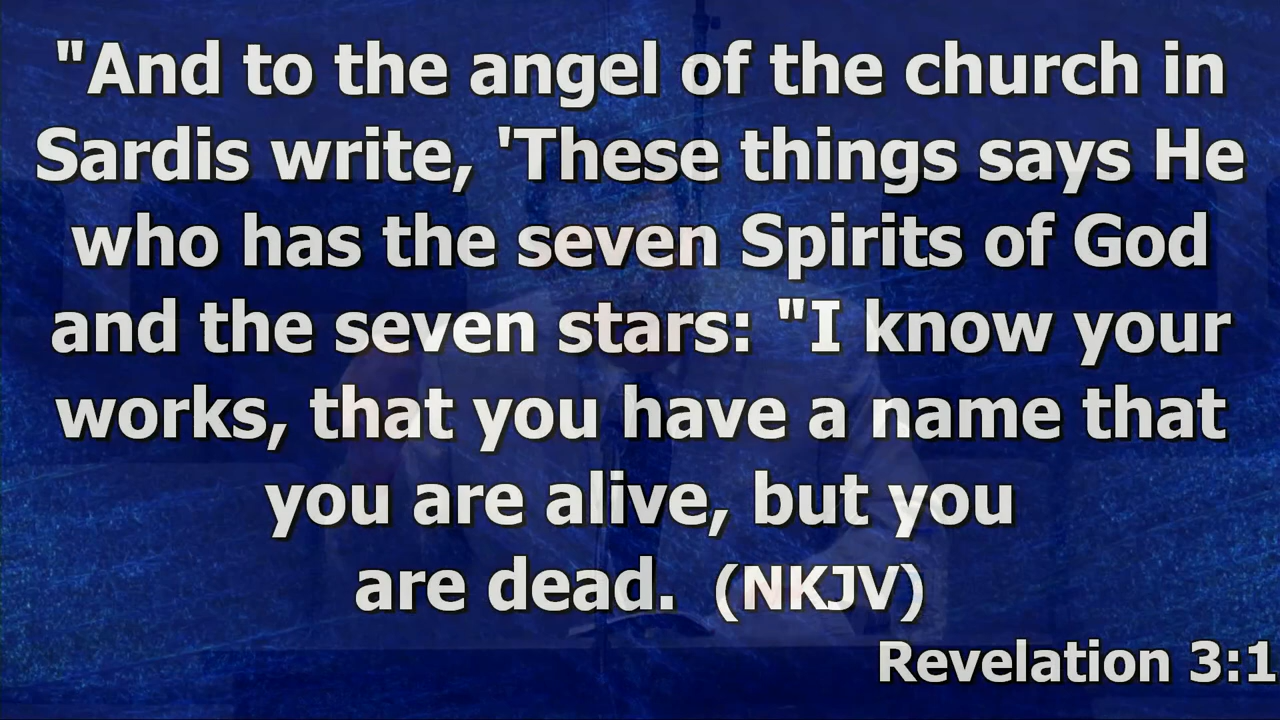 "And to the angel of the church in
Sardis write, 'These things says He
who has the seven Spirits of God
and the seven stars: "I know your
works, that you have a name that
you are alive, but you
are dead. (NKJV)
Revelation 3:1